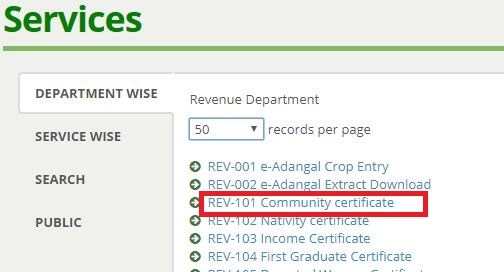 Services
DEPARTMENT WISE
SERVICE WISE
SEARCH
PUBLIC
Revenue Department
50 records per page
REV-001 e-Adangal Crop Entry
REV-002 e-Adangal Extract Download
REV-101 Community certificate
REV-102 Nativity certificate
REV-103 Income Certificate
REV-104 First Graduate Certificate